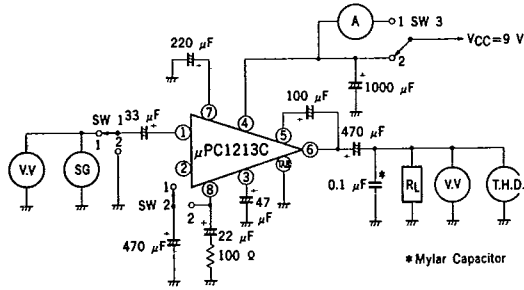 A
1 SW 3
VCC=9 V
2
220 μF
1000 μF
100 μF
7
4
5
SW 1
33 μF
1
2
1
6
470 μF
μPC1213C
2
TAB
V.V
SG
8
3
47 μF
0.1 μF
*
RL
V.V
T.H.D.
1
SW 2
2
470 μF
22 μF
100 Ω
*Mylar Capacitor